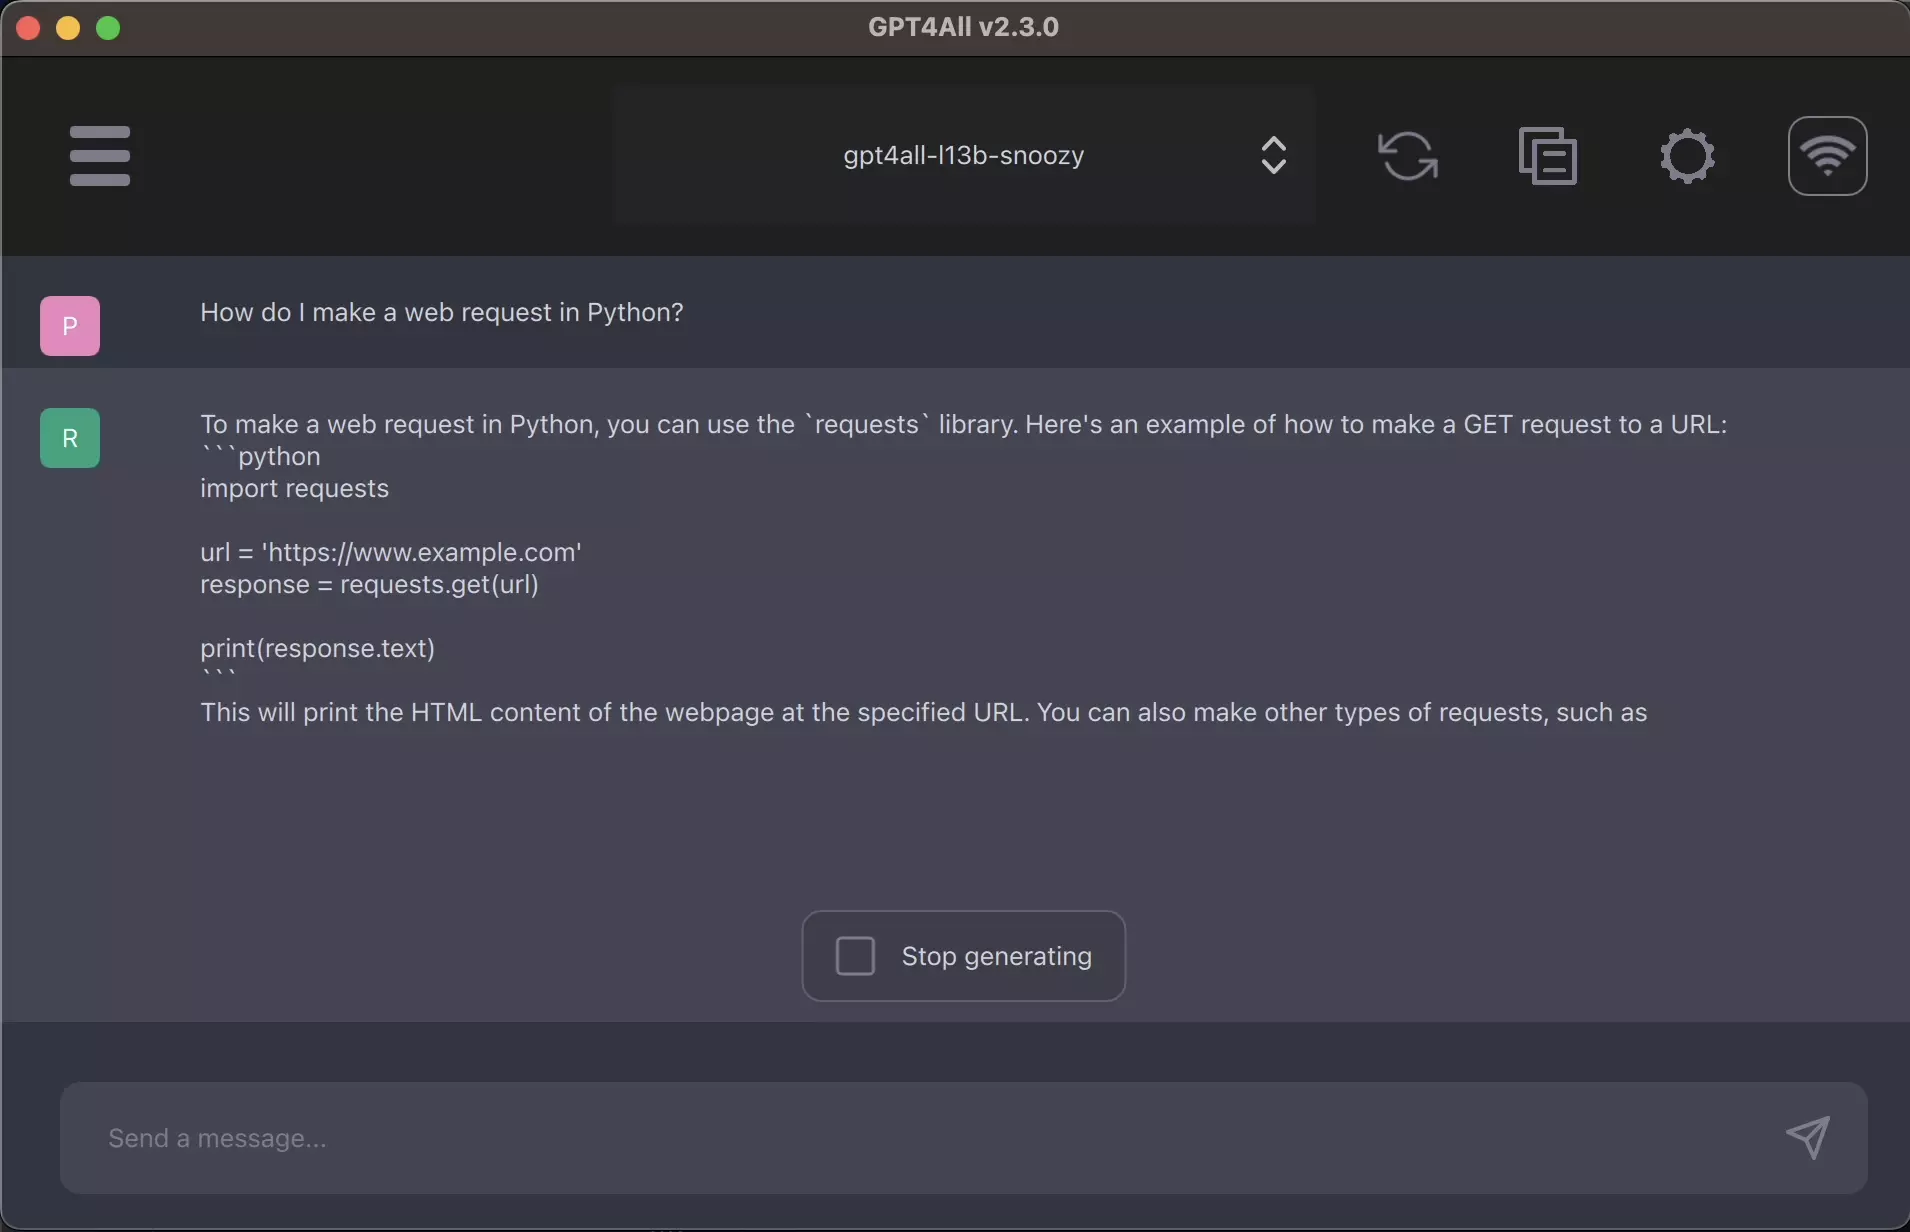 GPT4All v2.3.0
gpt4all-l13b-snoozy
P
How do I make a web request in Python?
R
To make a web request in Python, you can use the `requests` library. Here's an example of how to make a GET request to a URL:
```python
import requests
url = 'https://www.example.com'
response = requests.get(url)
print(response.text)
```
This will print the HTML content of the webpage at the specified URL. You can also make other types of requests, such as
Stop generating
Send a message...